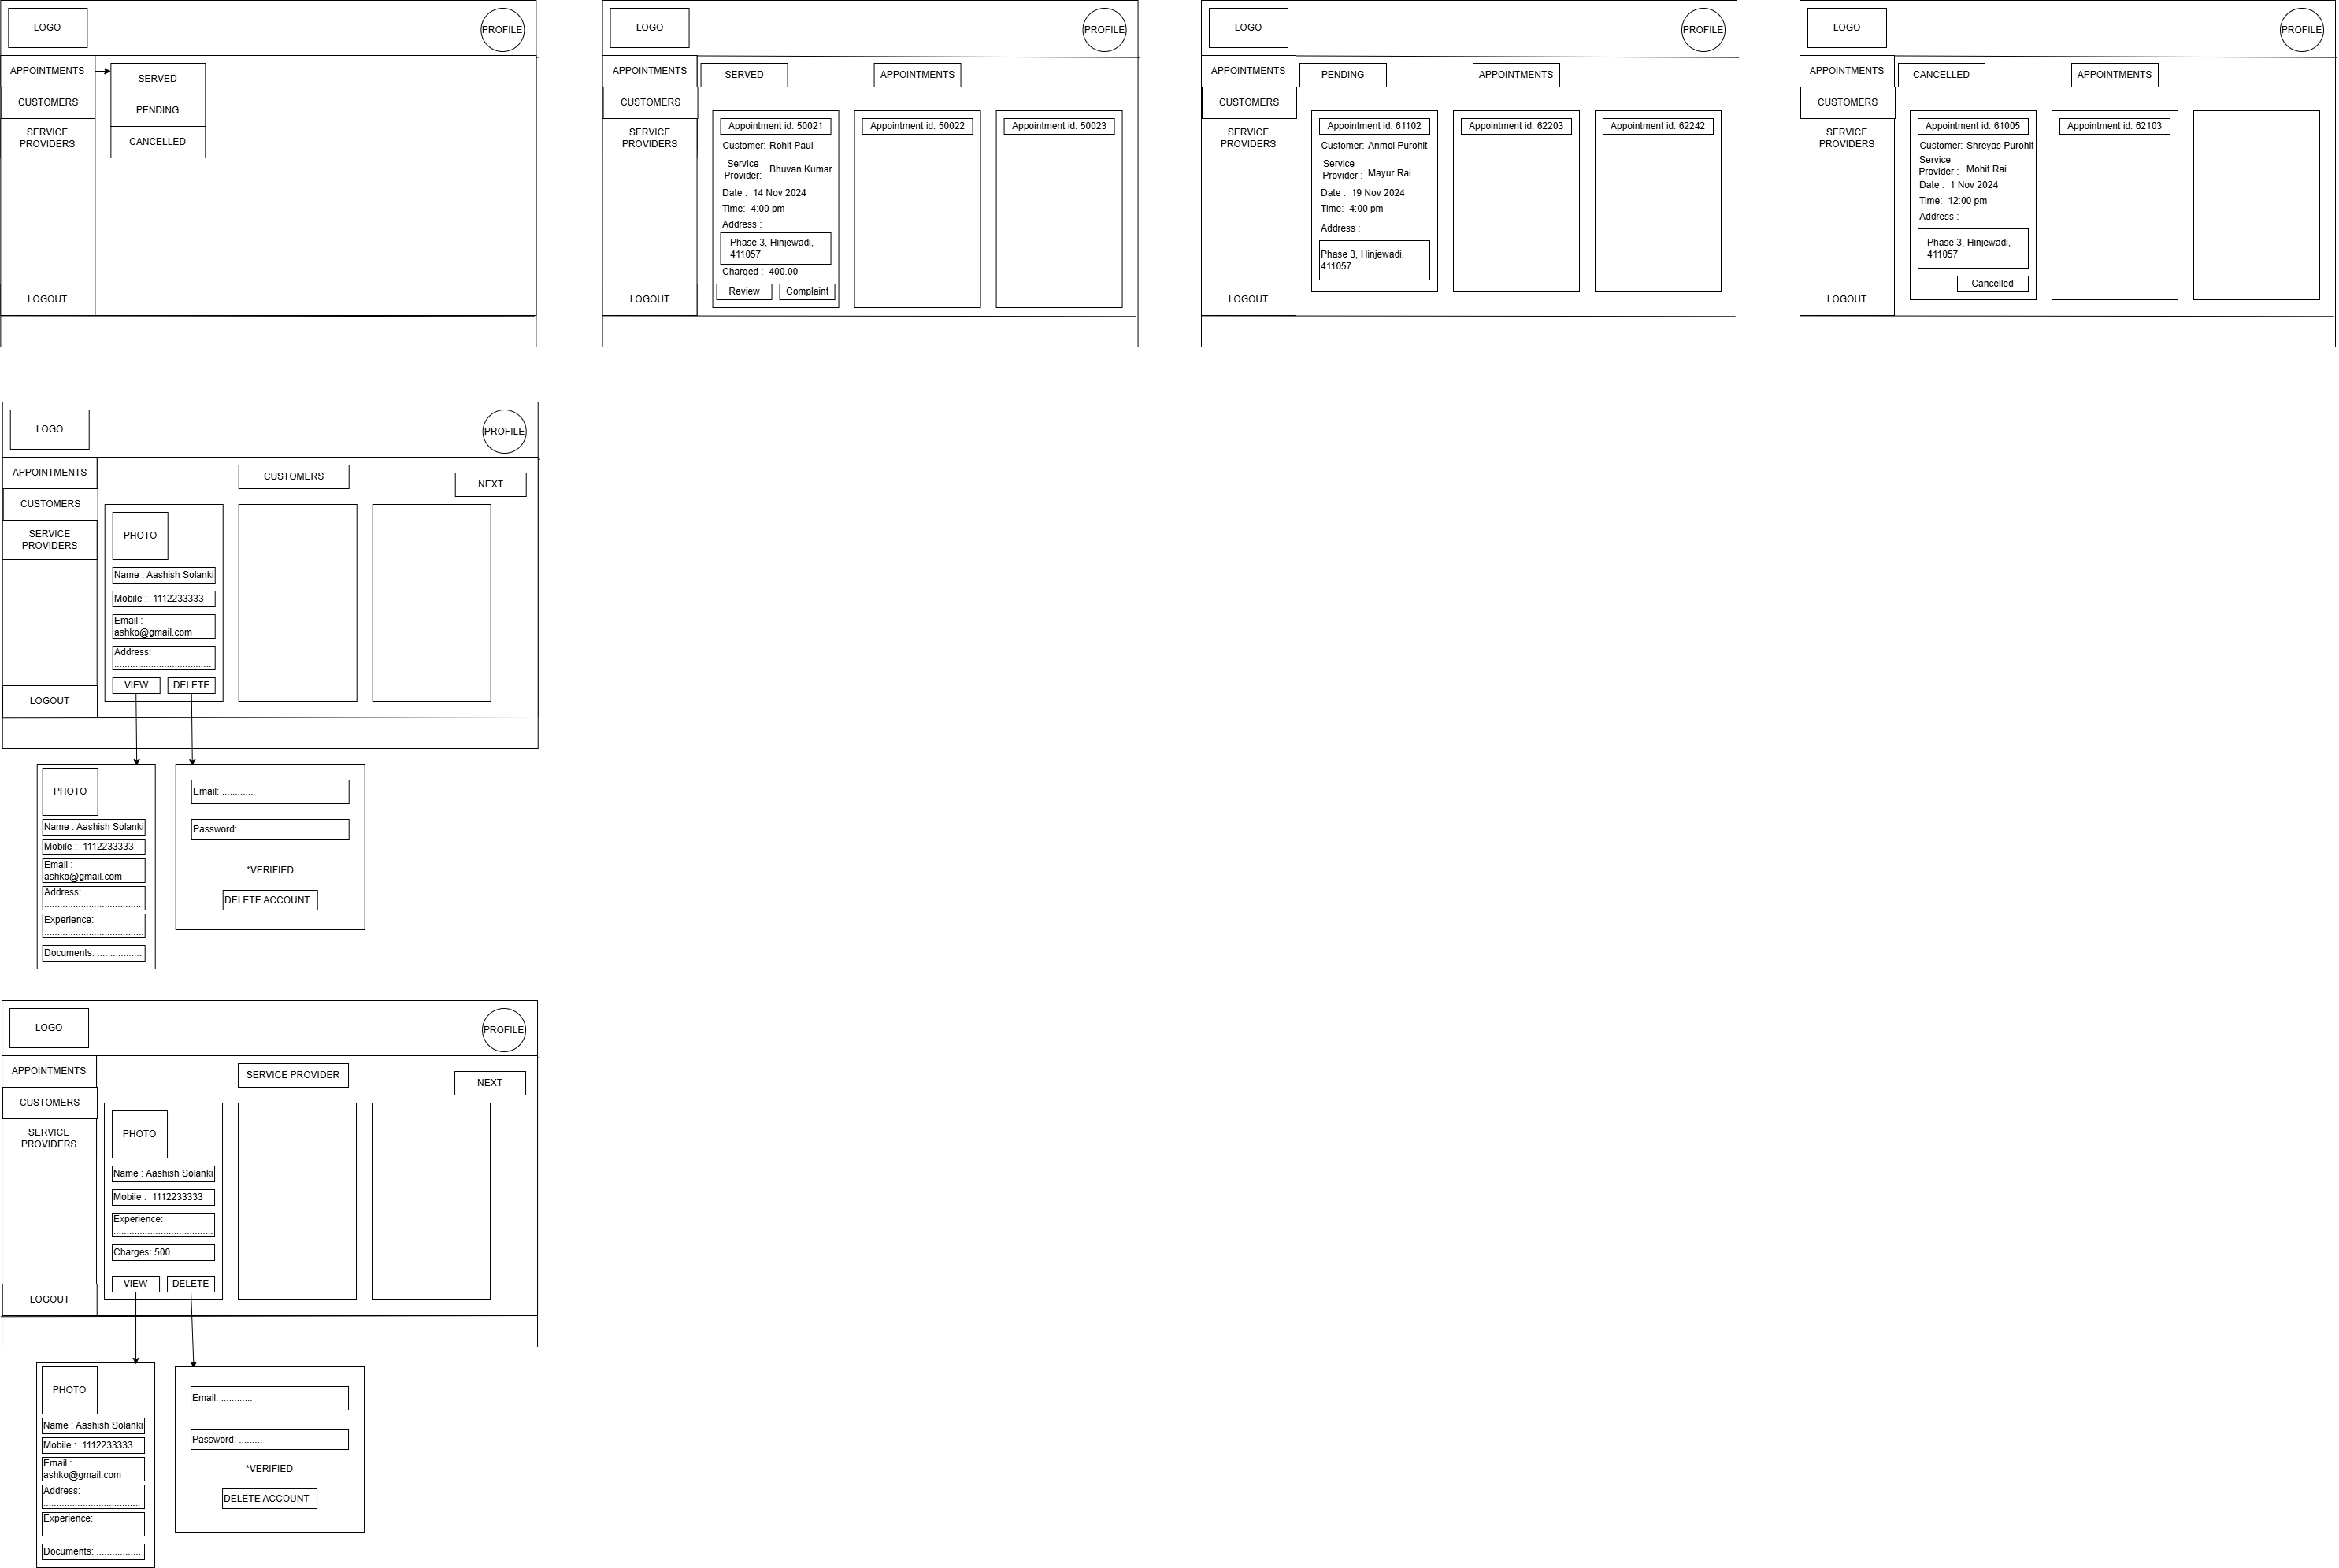 LOGO
PROFILE
APPOINTMENTS
SERVED
CUSTOMERS
PENDING
SERVICE
PROVIDERS
CANCELLED
LOGOUT
LOGO
PROFILE
APPOINTMENTS
CUSTOMERS
SERVICE
PROVIDERS
LOGOUT
SERVED
APPOINTMENTS
Appointment id: 50021
Customer: Rohit Paul
Service
Provider:
Bhuvan Kumar
Date : 14 Nov 2024
Time: 4:00 pm
Address :
Phase 3, Hinjewadi,
411057
Charged : 400.00
Review
Complaint
Appointment id: 50022
Appointment id: 50023
LOGO
PROFILE
APPOINTMENTS
CUSTOMERS
SERVICE
PROVIDERS
LOGOUT
PENDING
APPOINTMENTS
Appointment id: 61102
Customer: Anmol Purohit
Service
Provider : Mayur Rai
Date : 19 Nov 2024
Time: 4:00 pm
Address :
Phase 3, Hinjewadi,
411057
Appointment id: 62203
Appointment id: 62242
LOGO
PROFILE
APPOINTMENTS
CUSTOMERS
SERVICE
PROVIDERS
LOGOUT
CANCELLED
APPOINTMENTS
Appointment id: 61005
Customer: Shreyas Purohit
Service
Provider : Mohit Rai
Date : 1 Nov 2024
Time: 12:00 pm
Address :
Phase 3, Hinjewadi,
411057
Cancelled
Appointment id: 62103
LOGO
PROFILE
APPOINTMENTS
CUSTOMERS
SERVICE
PROVIDERS
LOGOUT
CUSTOMERS
NEXT
PHOTO
Name : Aashish Solanki
Mobile : 1112233333
Email :
ashko@gmail.com
Address:
.....................................
VIEW
DELETE
PHOTO
Name : Aashish Solanki
Mobile : 1112233333
Email :
ashko@gmail.com
Address:
.....................................
Experience:
......................................
Documents: .................
Email: ............
Password: .........
*VERIFIED
DELETE ACCOUNT
LOGO
PROFILE
APPOINTMENTS
CUSTOMERS
SERVICE
PROVIDERS
LOGOUT
SERVICE PROVIDER
NEXT
PHOTO
Name : Aashish Solanki
Mobile : 1112233333
Experience:
......................................
Charges: 500
VIEW
DELETE
PHOTO
Name : Aashish Solanki
Mobile : 1112233333
Email :
ashko@gmail.com
Address:
.....................................
Experience:
......................................
Documents: .................
Email: ............
Password: .........
*VERIFIED
DELETE ACCOUNT